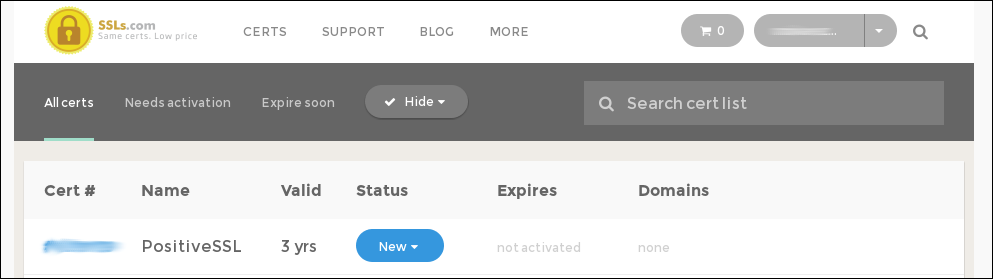 SSLs.com
Same certs. Low price
CERTS SUPPORT BLOG MORE 0
All certs Needs activation Expire soon Hide Search cert list
Cert # Name Valid Status Expires Domains
PositiveSSL 3 yrs New not activated none